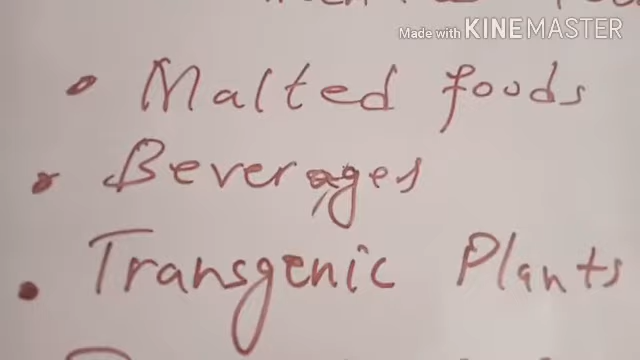 Made with KINEMASTER
• Malted foods
• Beverages
• Transgenic Plants